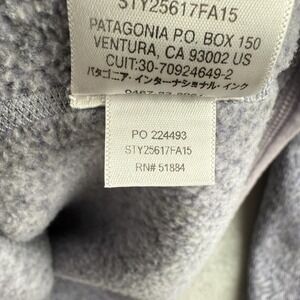 STY25617FA15
PATAGONIA P.O. BOX 150
VENTURA, CA 93002 US
CUIT:30-70924649-2
パタゴニア・インターナショナル・インク
PO 224493
STY25617FA15
RN# 51884